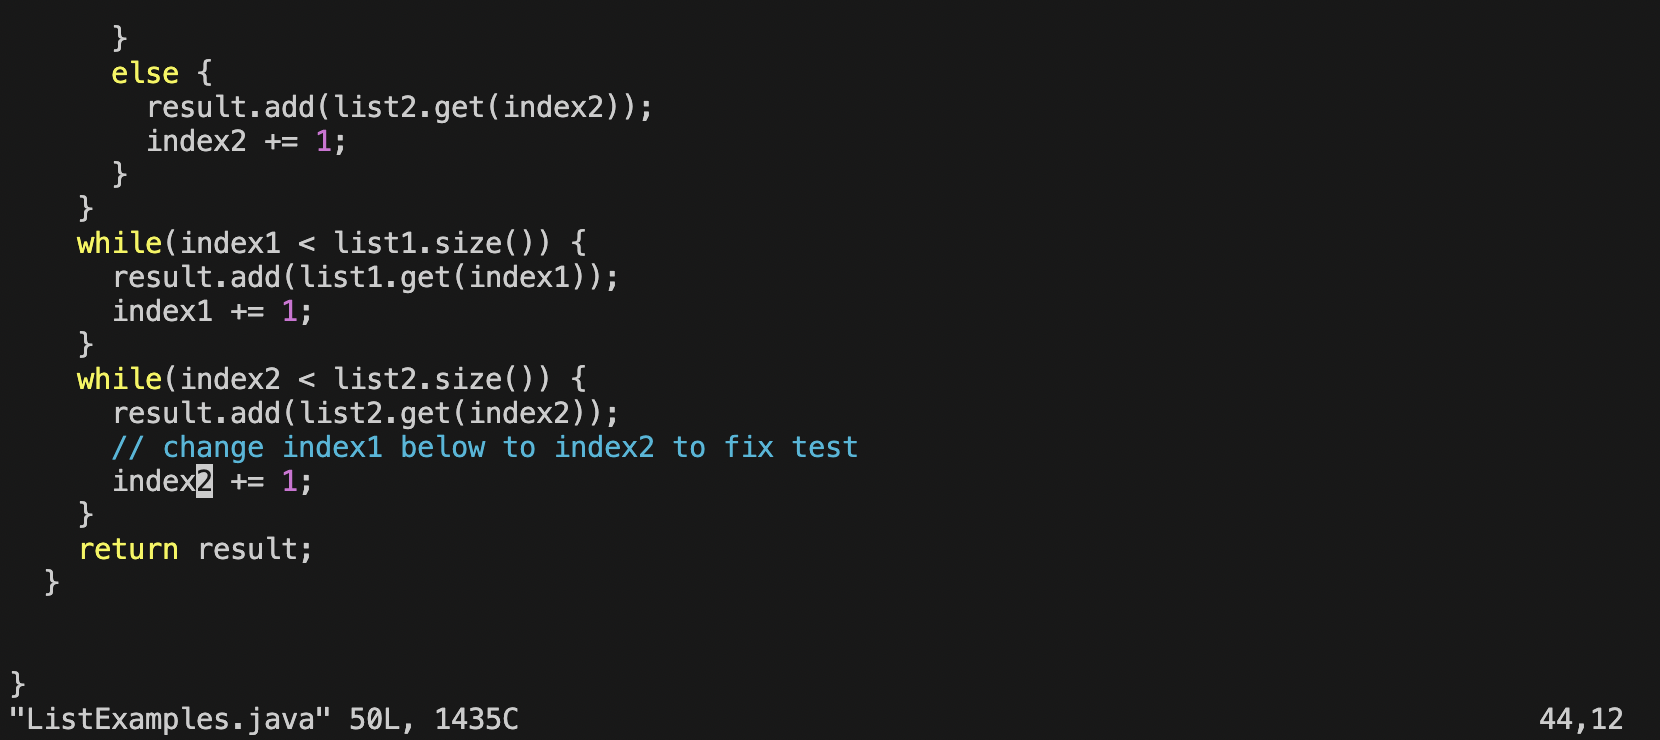 }
      else {
        result.add(list2.get(index2));
        index2 += 1;
      }
    }
    while(index1 < list1.size()) {
      result.add(list1.get(index1));
      index1 += 1;
    }
    while(index2 < list2.size()) {
      result.add(list2.get(index2));
      // change index1 below to index2 to fix test
      index2 += 1;
    }
    return result;
  }
}
"ListExamples.java" 50L, 1435C 44,12